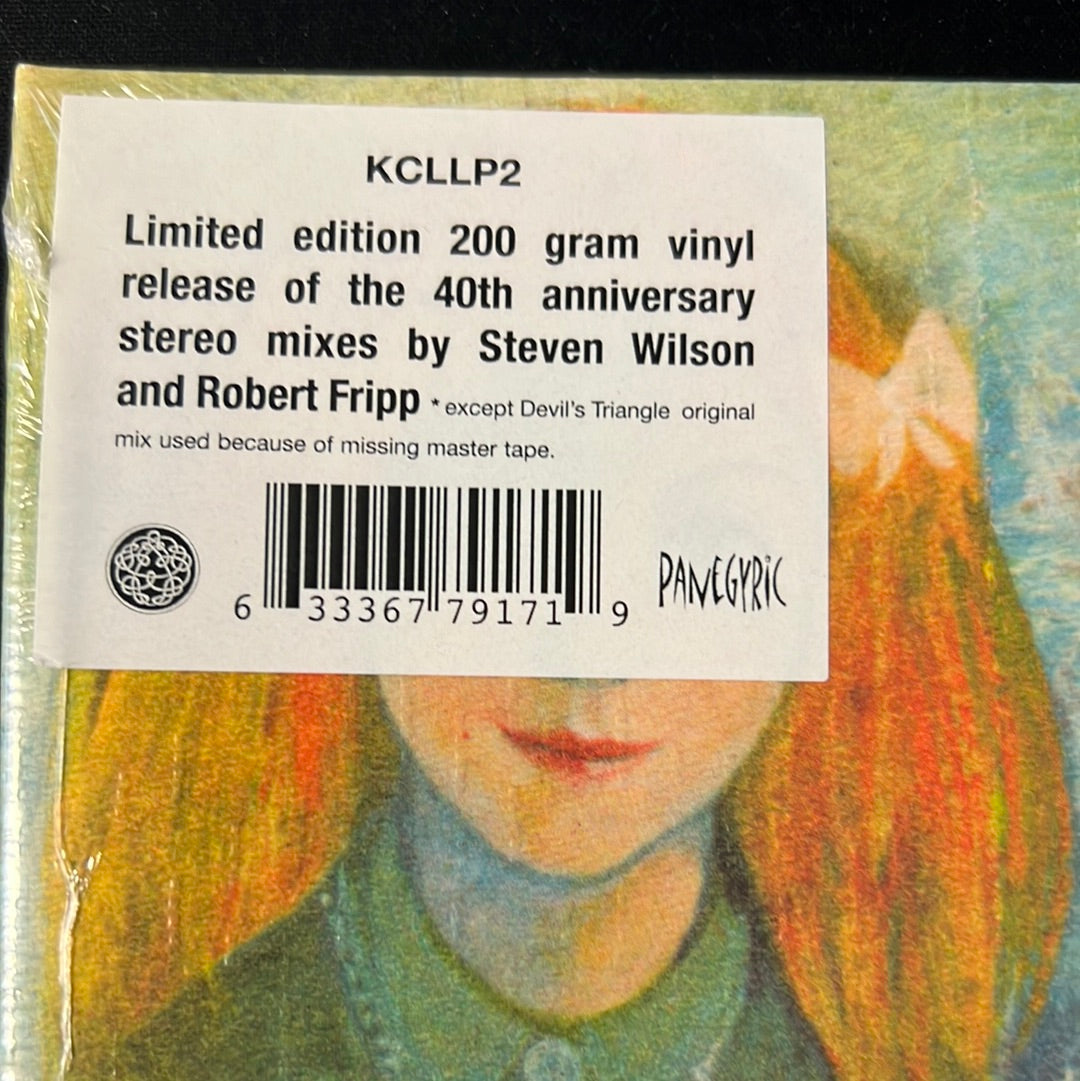 KCLLP2
Limited edition 200 gram vinyl
release of the 40th anniversary
stereo mixes by Steven Wilson
and Robert Fripp * except Devil's Triangle original
mix used because of missing master tape.
6 33367 79171 9
PANEGYRIC